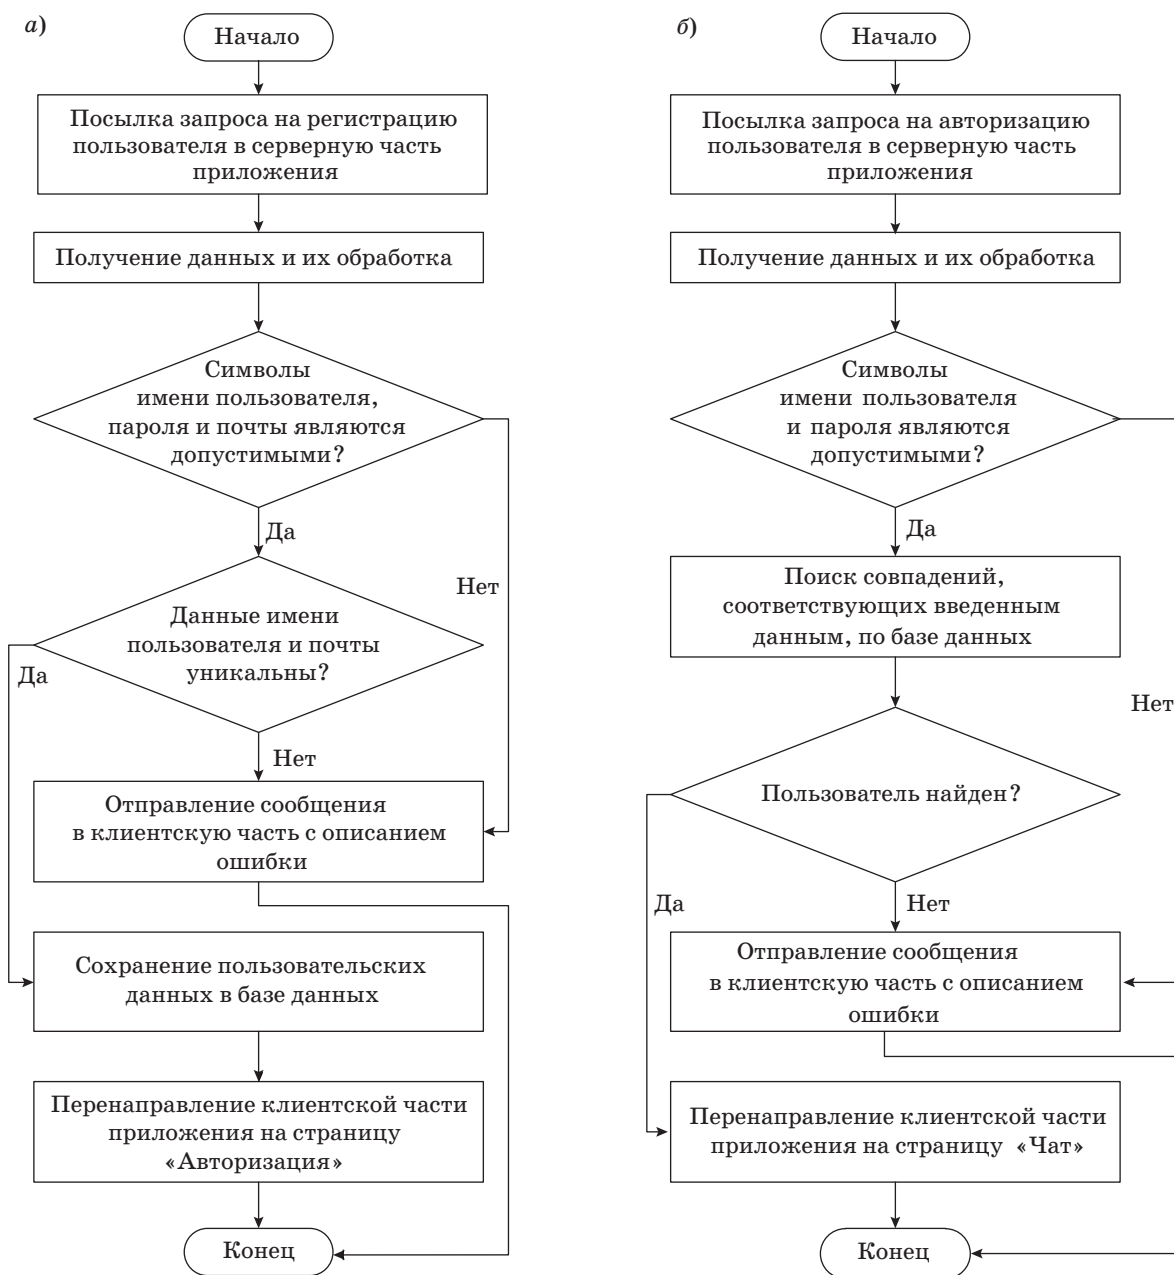 а)
Начало
Посылка запроса на регистрацию
пользователя в серверную часть
приложения
Получение данных и их обработка
Символы
имени пользователя,
пароля и почты являются
допустимыми?
Да
Нет
Данные имени
пользователя и почты
уникальны?
Да
Нет
Отправление сообщения
в клиентскую часть с описанием
ошибки
Сохранение пользовательских
данных в базе данных
Перенаправление клиентской части
приложения на страницу
«Авторизация»
Конец
б)
Начало
Посылка запроса на авторизацию
пользователя в серверную часть
приложения
Получение данных и их обработка
Символы
имени пользователя
и пароля являются
допустимыми?
Да
Поиск совпадений,
соответствующих введенным
данным, по базе данных
Нет
Пользователь найден?
Да
Нет
Отправление сообщения
в клиентскую часть с описанием
ошибки
Перенаправление клиентской части
приложения на страницу «Чат»
Конец